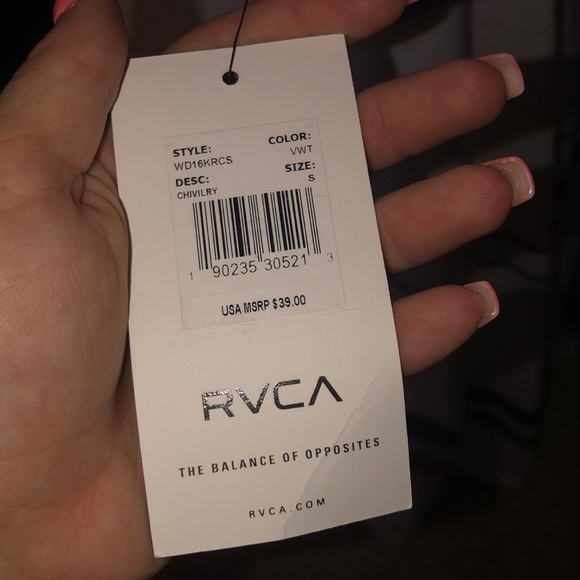 STYLE: COLOR:
WD16KRCS VWT
DESC: SIZE:
CHIVILRY S
1 90235 30521 3
USA MSRP $39.00
RVCA
THE BALANCE OF OPPOSITES
RVCA.COM